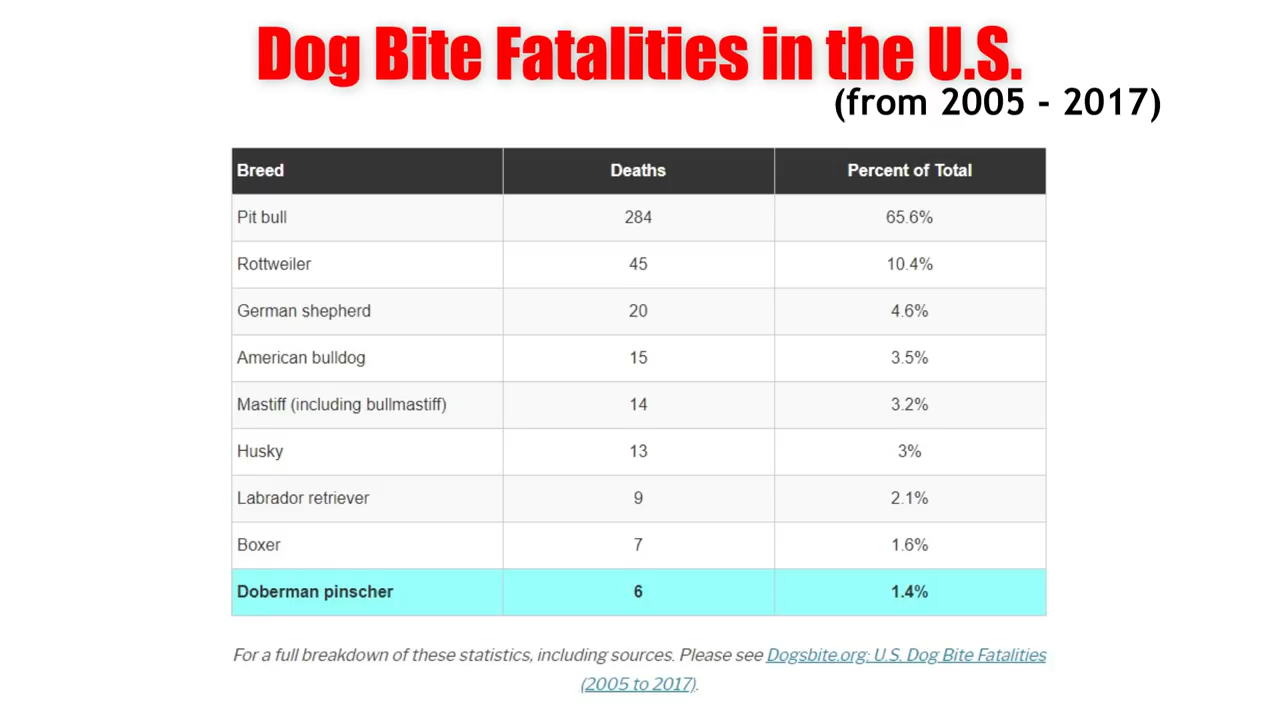 Dog Bite Fatalities in the U.S.
(from 2005 - 2017)
Breed Deaths Percent of Total
Pit bull 284 65.6%
Rottweiler 45 10.4%
German shepherd 20 4.6%
American bulldog 15 3.5%
Mastiff (including bullmastiff) 14 3.2%
Husky 13 3%
Labrador retriever 9 2.1%
Boxer 7 1.6%
Doberman pinscher 6 1.4%
For a full breakdown of these statistics, including sources. Please see Dogsbite.org: U.S. Dog Bite Fatalities
(2005 to 2017).